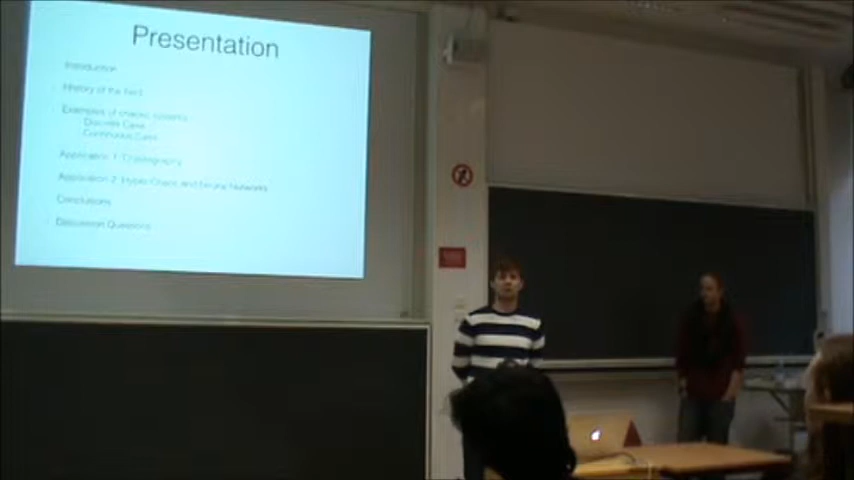 Presentation
Introduction
History of the field
Examples of chaotic systems
Discrete Case
Continuous Case
Application 1: Cryptography
Application 2: Hyper Chaos and Neural Networks
Conclusions
Discussion Questions